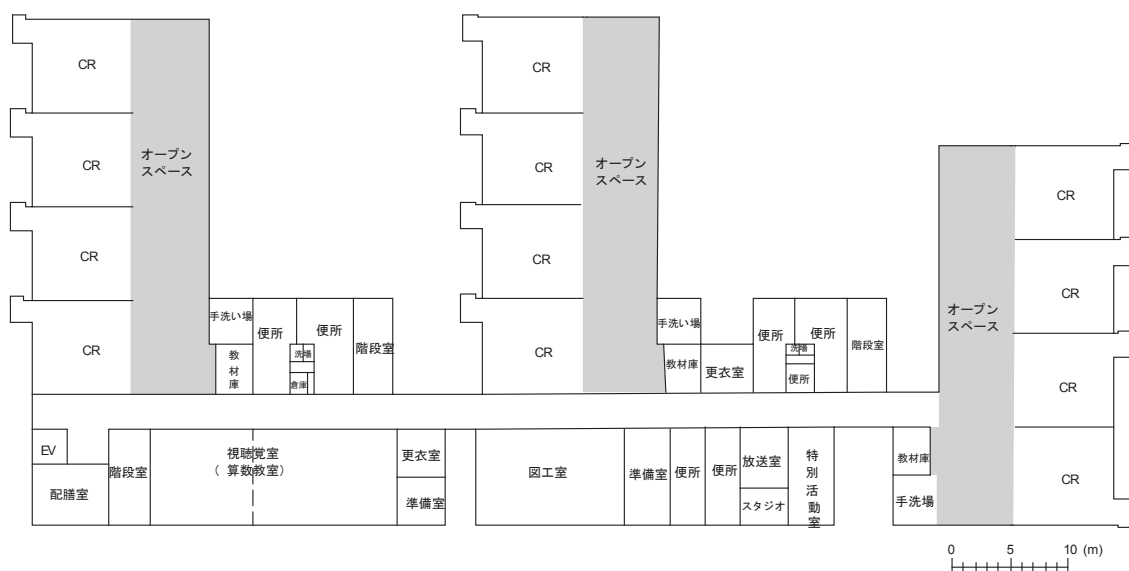 CR
CR
CR
CR
オープン
スペース
手洗い場
教
材
庫
便所
便所
洗場
倉庫
階段室
CR
CR
CR
CR
オープン
スペース
手洗い場
教材庫
更衣室
便所
便所
洗場
便所
階段室
オープン
スペース
CR
CR
CR
CR
EV
配膳室
階段室
視聴覚室
( 算数教室)
更衣室
準備室
図工室
準備室
便所
便所
放送室
スタジオ
特
別
活
動
室
教材庫
手洗場
0 5 10 (m)